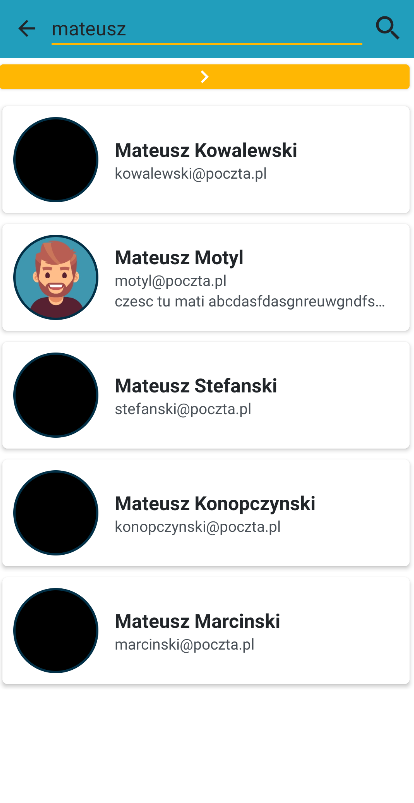 mateusz
Mateusz Kowalewski
kowalewski@poczta.pl
Mateusz Motyl
motyl@poczta.pl
czesc tu mati abcdasfdasgnreuwgndfs...
Mateusz Stefanski
stefanski@poczta.pl
Mateusz Konopczynski
konopczynski@poczta.pl
Mateusz Marcinski
marcinski@poczta.pl